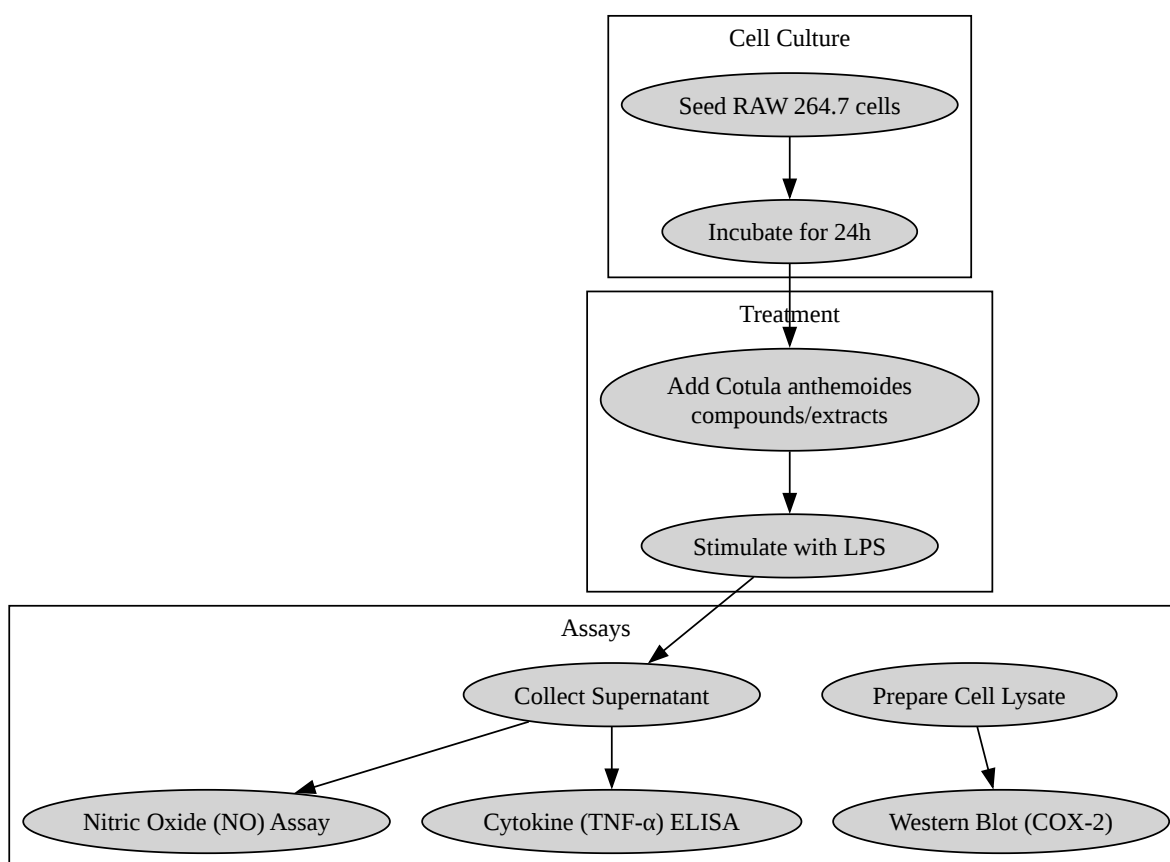 Cell Culture
Seed RAW 264.7 cells
Incubate for 24h
Treatment
Add Cotula anthemoides
compounds/extracts
Stimulate with LPS
Assays
Collect Supernatant
Prepare Cell Lysate
Nitric Oxide (NO) Assay
Cytokine (TNF-α) ELISA
Western Blot (COX-2)